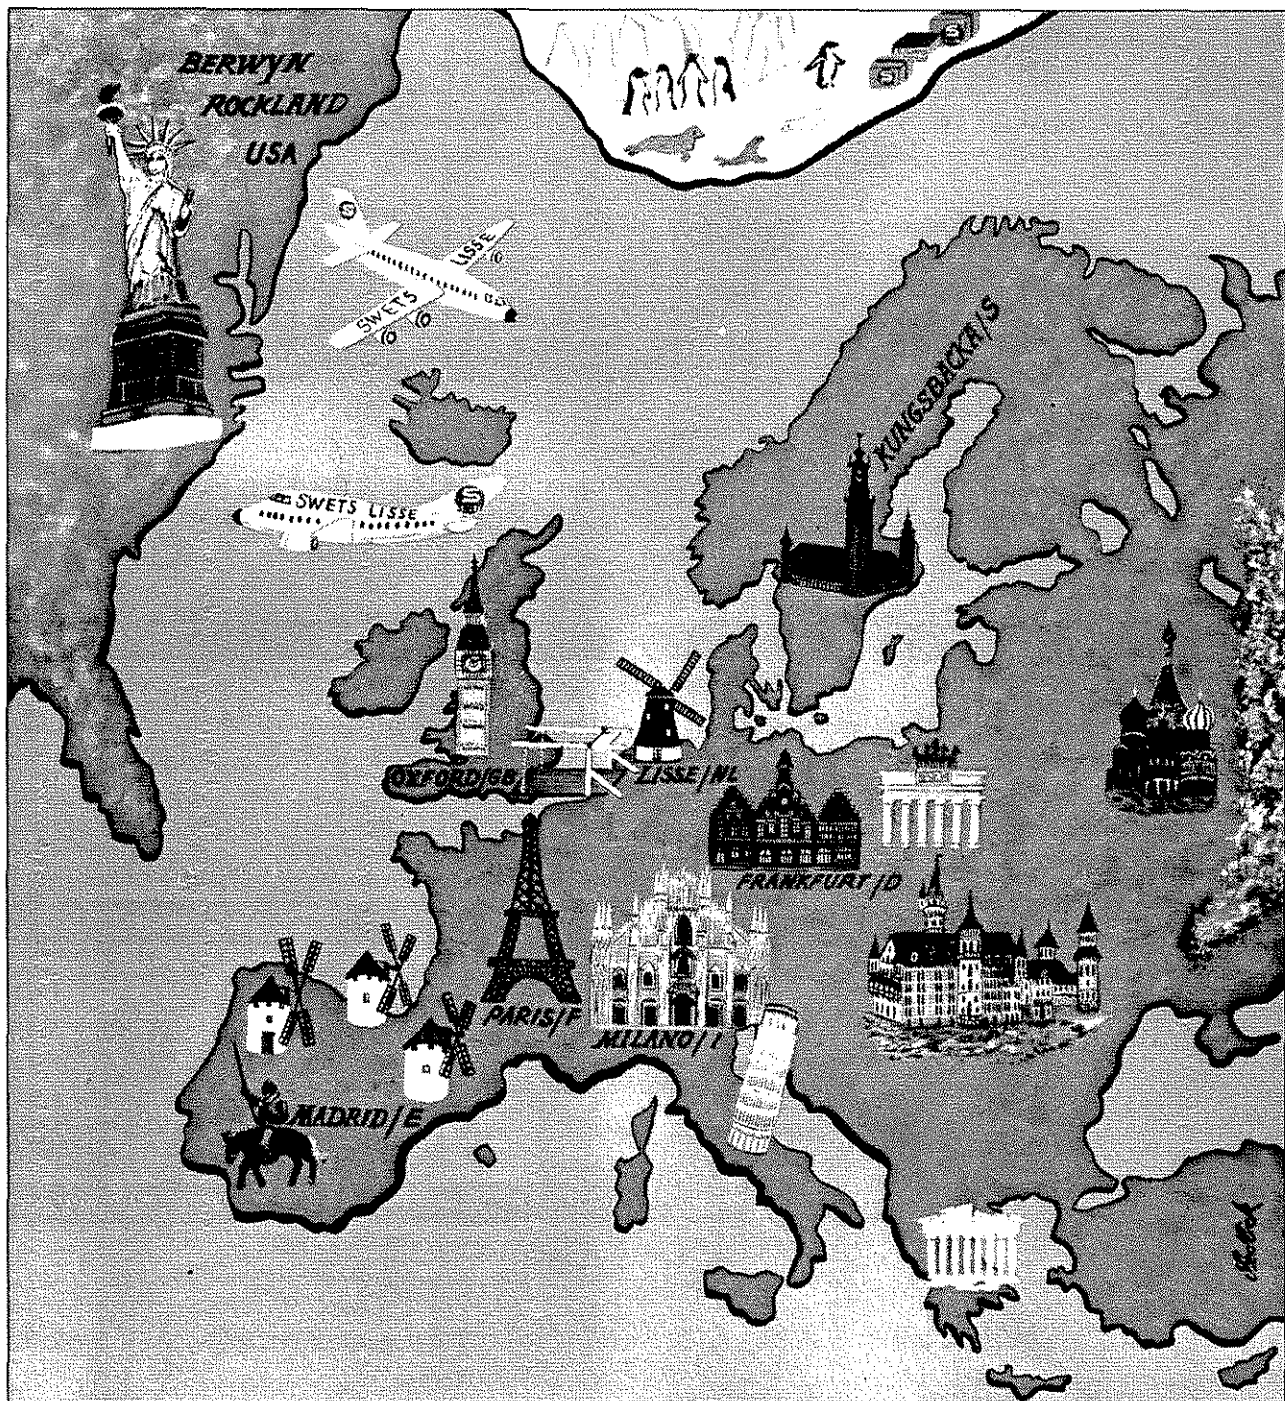 BERWYN
ROCKLAND
USA
S
S
S
LISSE
SWETS
KUNGSBACKA/S
SWETS LISSE
S
OXFORD/GB
LISSE/NL
FRANKFURT/D
PARIS/F
MILANO/I
MADRID/E